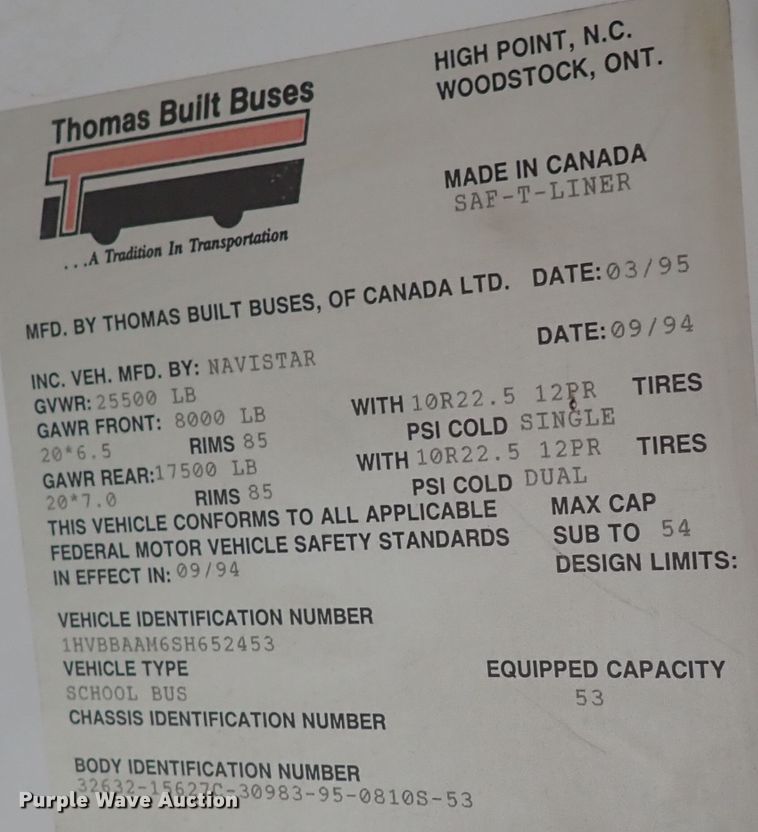 Thomas Built Buses
...A Tradition In Transportation
HIGH POINT, N.C.
WOODSTOCK, ONT.
MADE IN CANADA
SAF-T-LINER
MFD. BY THOMAS BUILT BUSES, OF CANADA LTD. DATE: 03/95
INC. VEH. MFD. BY: NAVISTAR DATE: 09/94
GVWR: 25500 LB
GAWR FRONT: 8000 LB WITH 10R22.5 12PR TIRES
20*6.5 RIMS 85 PSI COLD SINGLE
GAWR REAR: 17500 LB WITH 10R22.5 12PR TIRES
20*7.0 RIMS 85 PSI COLD DUAL
THIS VEHICLE CONFORMS TO ALL APPLICABLE
FEDERAL MOTOR VEHICLE SAFETY STANDARDS
IN EFFECT IN: 09/94
MAX CAP
SUB TO 54
DESIGN LIMITS:
VEHICLE IDENTIFICATION NUMBER
1HVBBAAM6SH652453
VEHICLE TYPE
SCHOOL BUS
EQUIPPED CAPACITY
53
CHASSIS IDENTIFICATION NUMBER
BODY IDENTIFICATION NUMBER
32632-15627C-30983-95-0810S-53
Purple Wave Auction